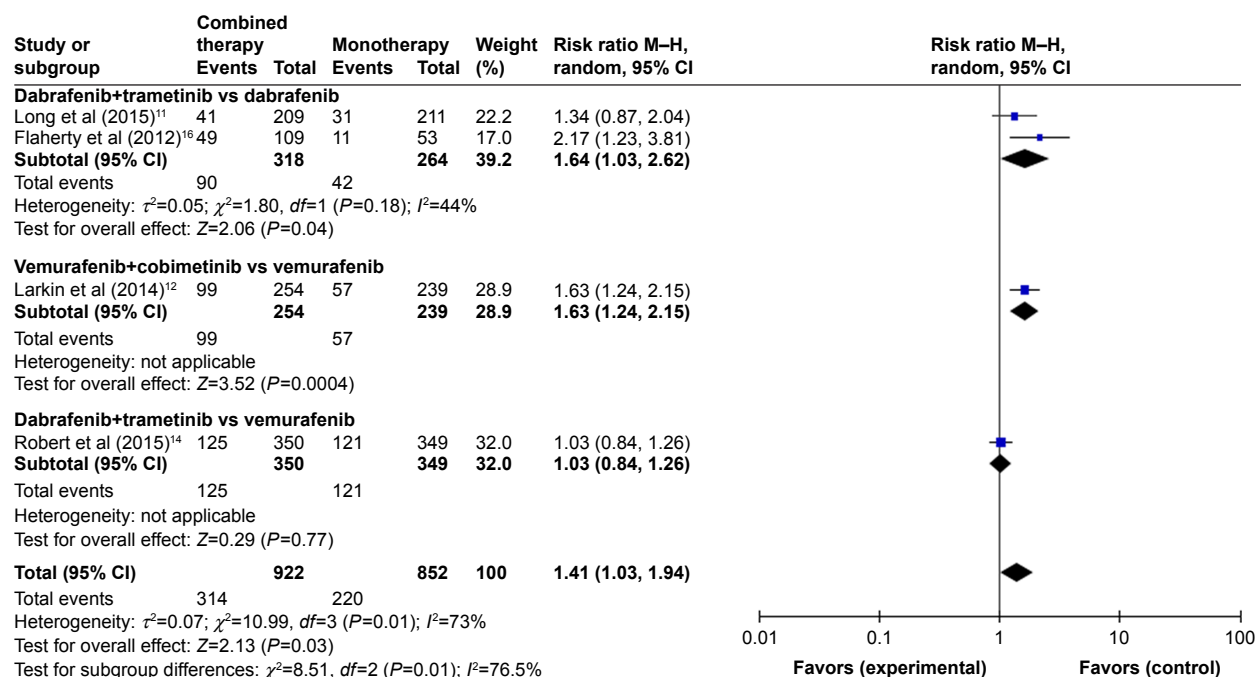 Study or subgroup Combined therapy Events Total Monotherapy Events Total Weight (%) Risk ratio M–H, random, 95% CI Risk ratio M–H, random, 95% CI
Dabrafenib+trametinib vs dabrafenib
Long et al (2015)¹¹ 41 209 31 211 22.2 1.34 (0.87, 2.04)
Flaherty et al (2012)¹⁶ 49 109 11 53 17.0 2.17 (1.23, 3.81)
Subtotal (95% CI) 318 264 39.2 1.64 (1.03, 2.62)
Total events 90 42
Heterogeneity: τ²=0.05; χ²=1.80, df=1 (P=0.18); I²=44%
Test for overall effect: Z=2.06 (P=0.04)
Vemurafenib+cobimetinib vs vemurafenib
Larkin et al (2014)¹² 99 254 57 239 28.9 1.63 (1.24, 2.15)
Subtotal (95% CI) 254 239 28.9 1.63 (1.24, 2.15)
Total events 99 57
Heterogeneity: not applicable
Test for overall effect: Z=3.52 (P=0.0004)
Dabrafenib+trametinib vs vemurafenib
Robert et al (2015)¹⁴ 125 350 121 349 32.0 1.03 (0.84, 1.26)
Subtotal (95% CI) 350 349 32.0 1.03 (0.84, 1.26)
Total events 125 121
Heterogeneity: not applicable
Test for overall effect: Z=0.29 (P=0.77)
Total (95% CI) 922 852 100 1.41 (1.03, 1.94)
Total events 314 220
Heterogeneity: τ²=0.07; χ²=10.99, df=3 (P=0.01); I²=73%
Test for overall effect: Z=2.13 (P=0.03)
Test for subgroup differences: χ²=8.51, df=2 (P=0.01); I²=76.5%
0.01 0.1 1 10 100
Favors (experimental) Favors (control)